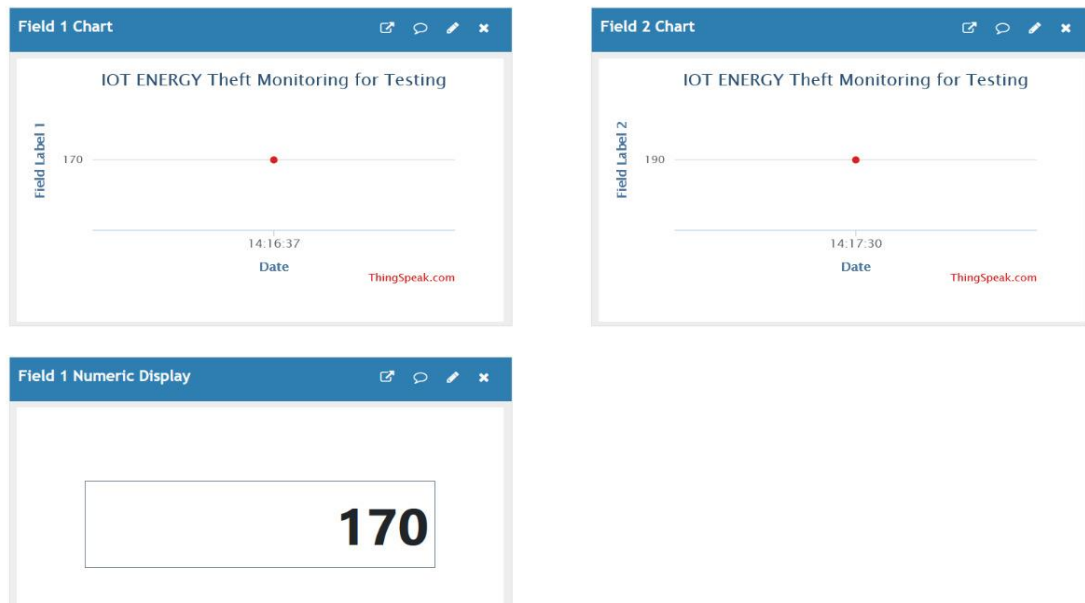 Field 1 Chart
IOT ENERGY Theft Monitoring for Testing
Field Label 1
170
14:16:37
Date
ThingSpeak.com
Field 2 Chart
IOT ENERGY Theft Monitoring for Testing
Field Label 2
190
14:17:30
Date
ThingSpeak.com
Field 1 Numeric Display
170